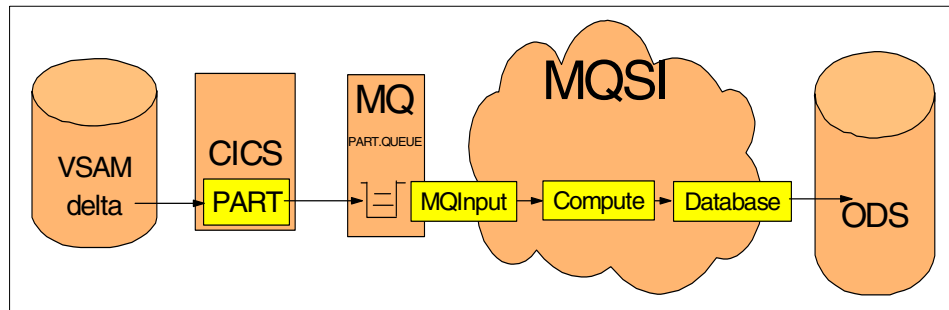 VSAM
delta
CICS
PART
MQ
PART.QUEUE
MQInput
MQSI
Compute
Database
ODS